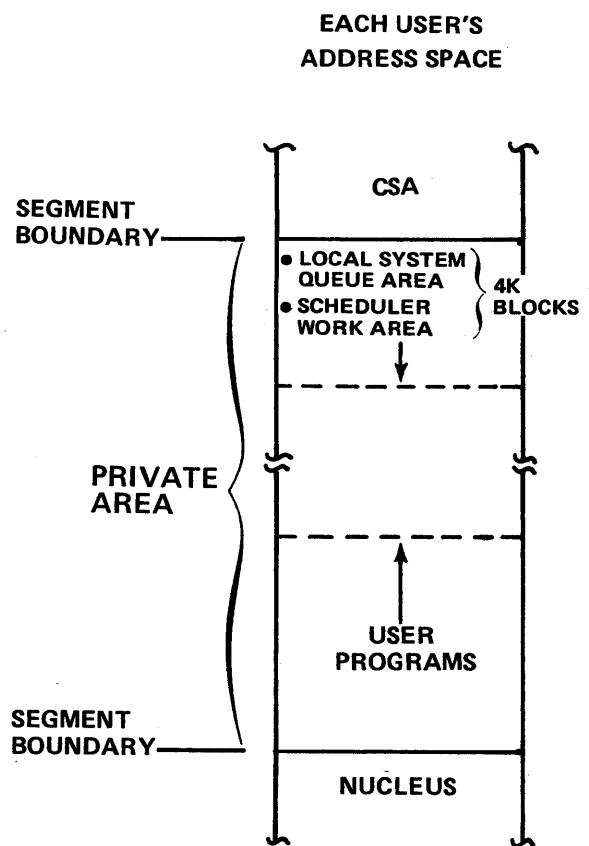 EACH USER'S
ADDRESS SPACE
CSA
SEGMENT
BOUNDARY
• LOCAL SYSTEM
QUEUE AREA
• SCHEDULER
WORK AREA
4K
BLOCKS
PRIVATE
AREA
USER
PROGRAMS
SEGMENT
BOUNDARY
NUCLEUS